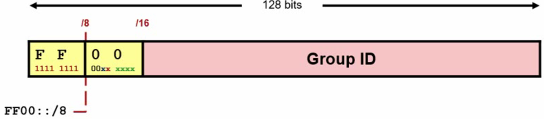 128 bits
/8 /16
F F 0 0 Group ID
1111 1111 00xx xxxx
FF00::/8